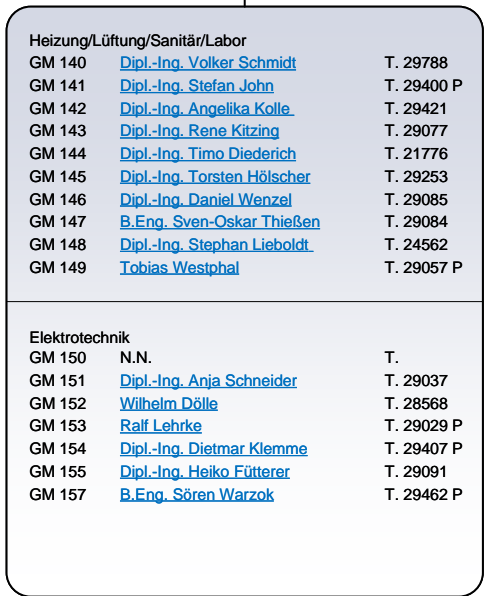 Heizung/Lüftung/Sanitär/Labor
GM 140 Dipl.-Ing. Volker Schmidt T. 29788
GM 141 Dipl.-Ing. Stefan John T. 29400 P
GM 142 Dipl.-Ing. Angelika Kolle T. 29421
GM 143 Dipl.-Ing. Rene Kitzing T. 29077
GM 144 Dipl.-Ing. Timo Diederich T. 21776
GM 145 Dipl.-Ing. Torsten Hölscher T. 29253
GM 146 Dipl.-Ing. Daniel Wenzel T. 29085
GM 147 B.Eng. Sven-Oskar Thießen T. 29084
GM 148 Dipl.-Ing. Stephan Lieboldt T. 24562
GM 149 Tobias Westphal T. 29057 P
Elektrotechnik
GM 150 N.N. T.
GM 151 Dipl.-Ing. Anja Schneider T. 29037
GM 152 Wilhelm Dölle T. 28568
GM 153 Ralf Lehrke T. 29029 P
GM 154 Dipl.-Ing. Dietmar Klemme T. 29407 P
GM 155 Dipl.-Ing. Heiko Fütterer T. 29091
GM 157 B.Eng. Sören Warzok T. 29462 P